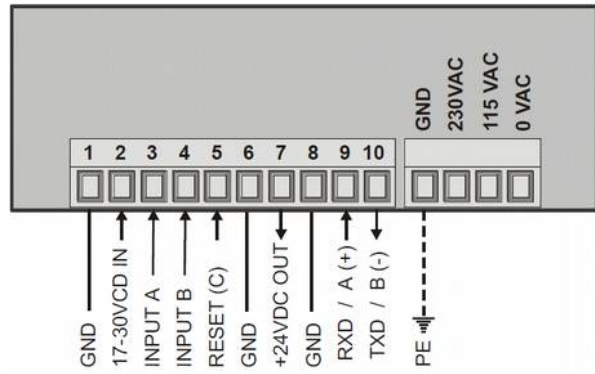 GND
230VAC
115 VAC
0 VAC
1 2 3 4 5 6 7 8 9 10
GND
17-30VCD IN
INPUT A
INPUT B
RESET (C)
GND
+24VDC OUT
GND
RXD / A (+)
TXD / B (-)
PE